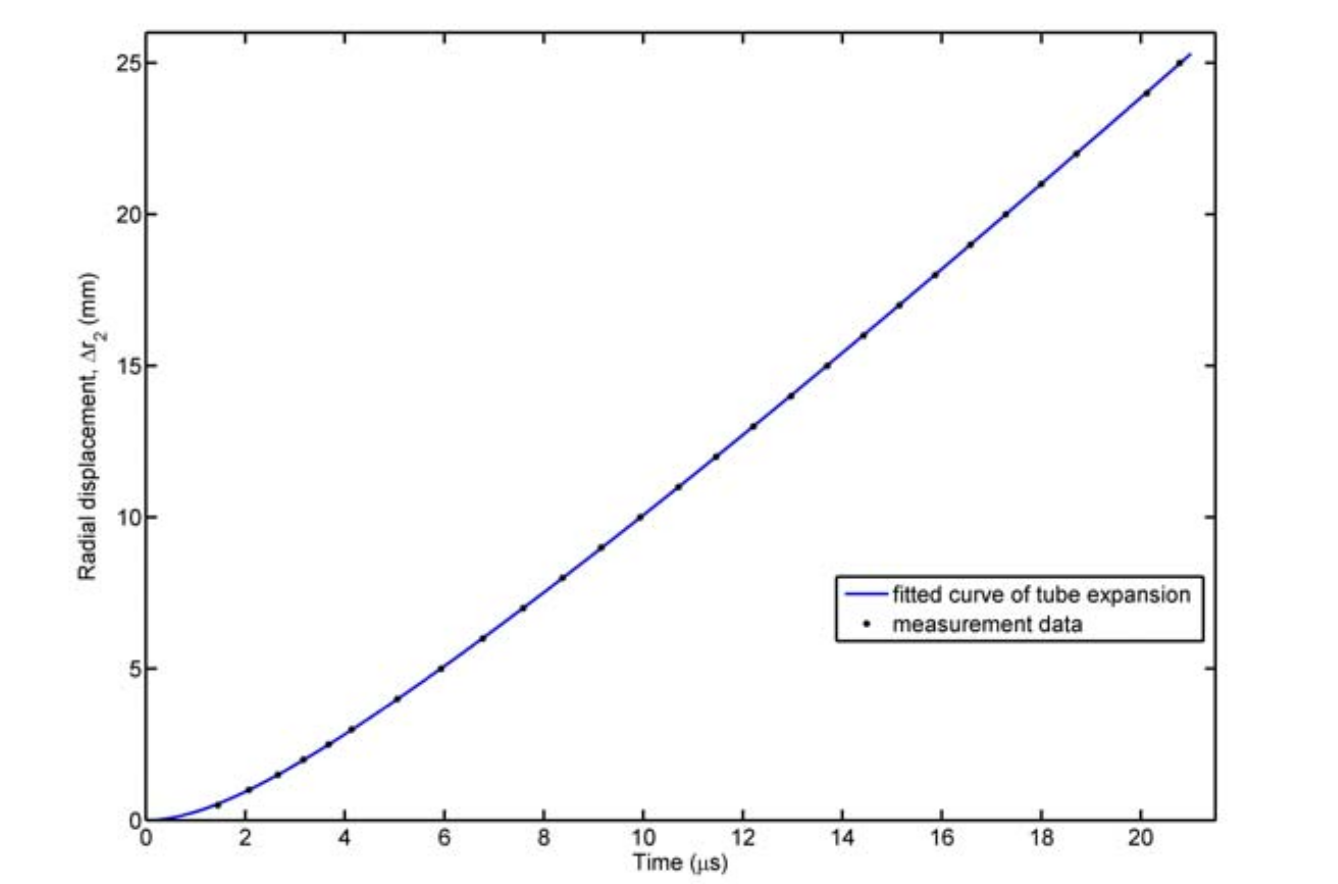 25
20
15
10
5
0
Radial displacement, Δr₂ (mm)
fitted curve of tube expansion
measurement data
0 2 4 6 8 10 12 14 16 18 20
Time (μs)